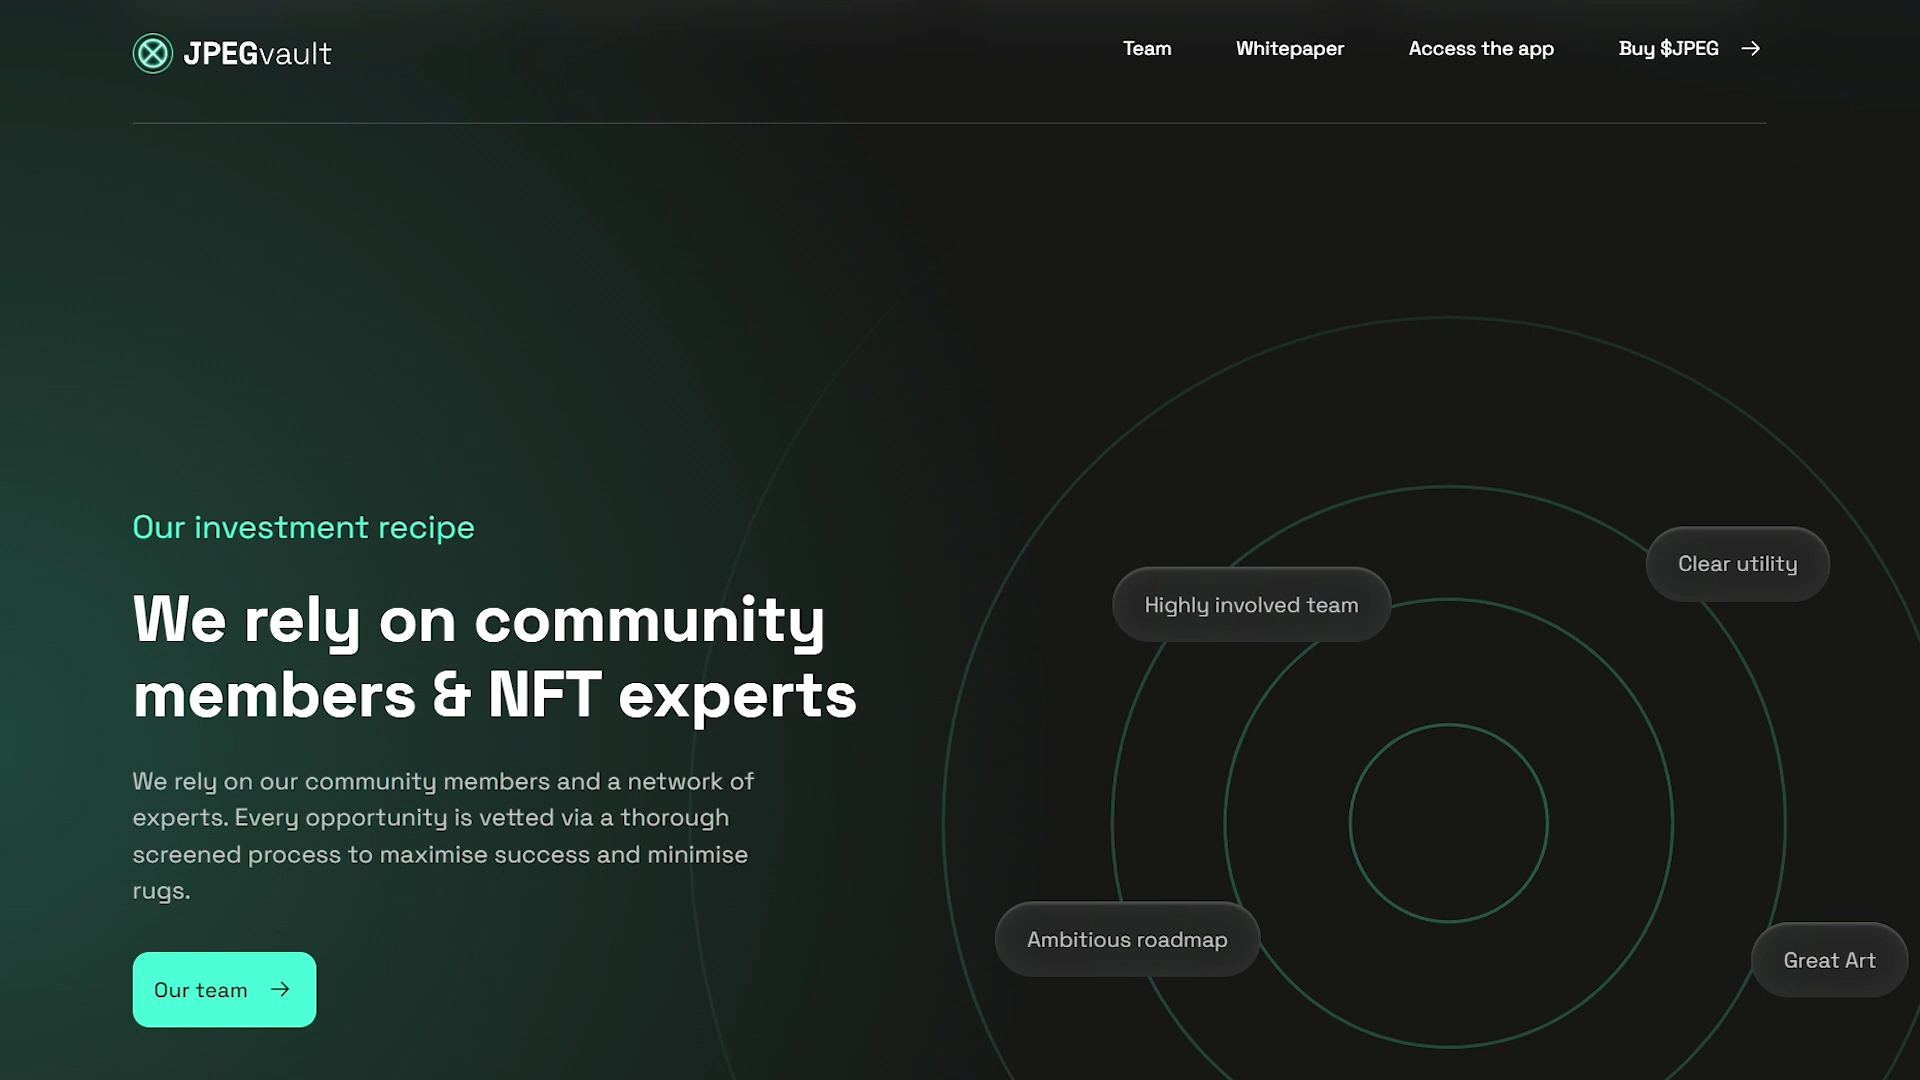 JPEGvault
Team
Whitepaper
Access the app
Buy $JPEG →
Our investment recipe
We rely on community
members & NFT experts
We rely on our community members and a network of
experts. Every opportunity is vetted via a thorough
screened process to maximise success and minimise
rugs.
Our team →
Clear utility
Highly involved team
Ambitious roadmap
Great Art